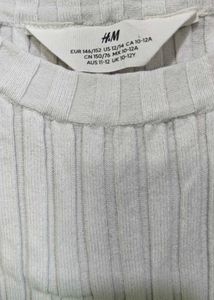 H&M
EUR 146/152 US 12/14 CA 10-12A
CN 150/76 MX 10-12A
AUS 11-12 UK 10-12Y